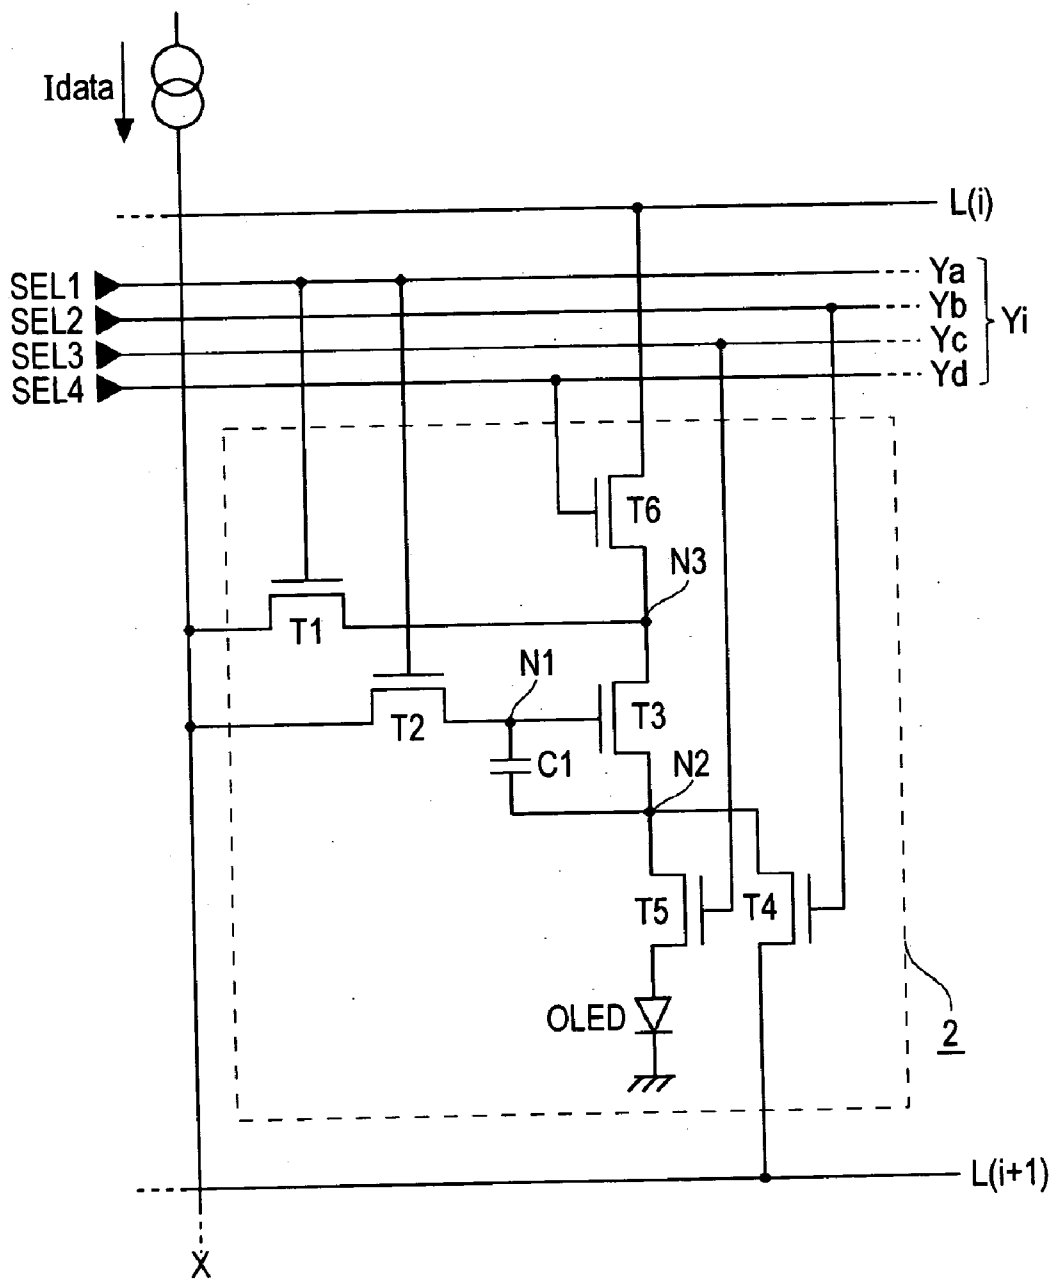 Idata
L(i)
SEL1
Ya
SEL2
Yb
SEL3
Yc
SEL4
Yd
Yi
T6
N3
T1
N1
T3
T2
C1
N2
T5
T4
OLED
2
L(i+1)
X